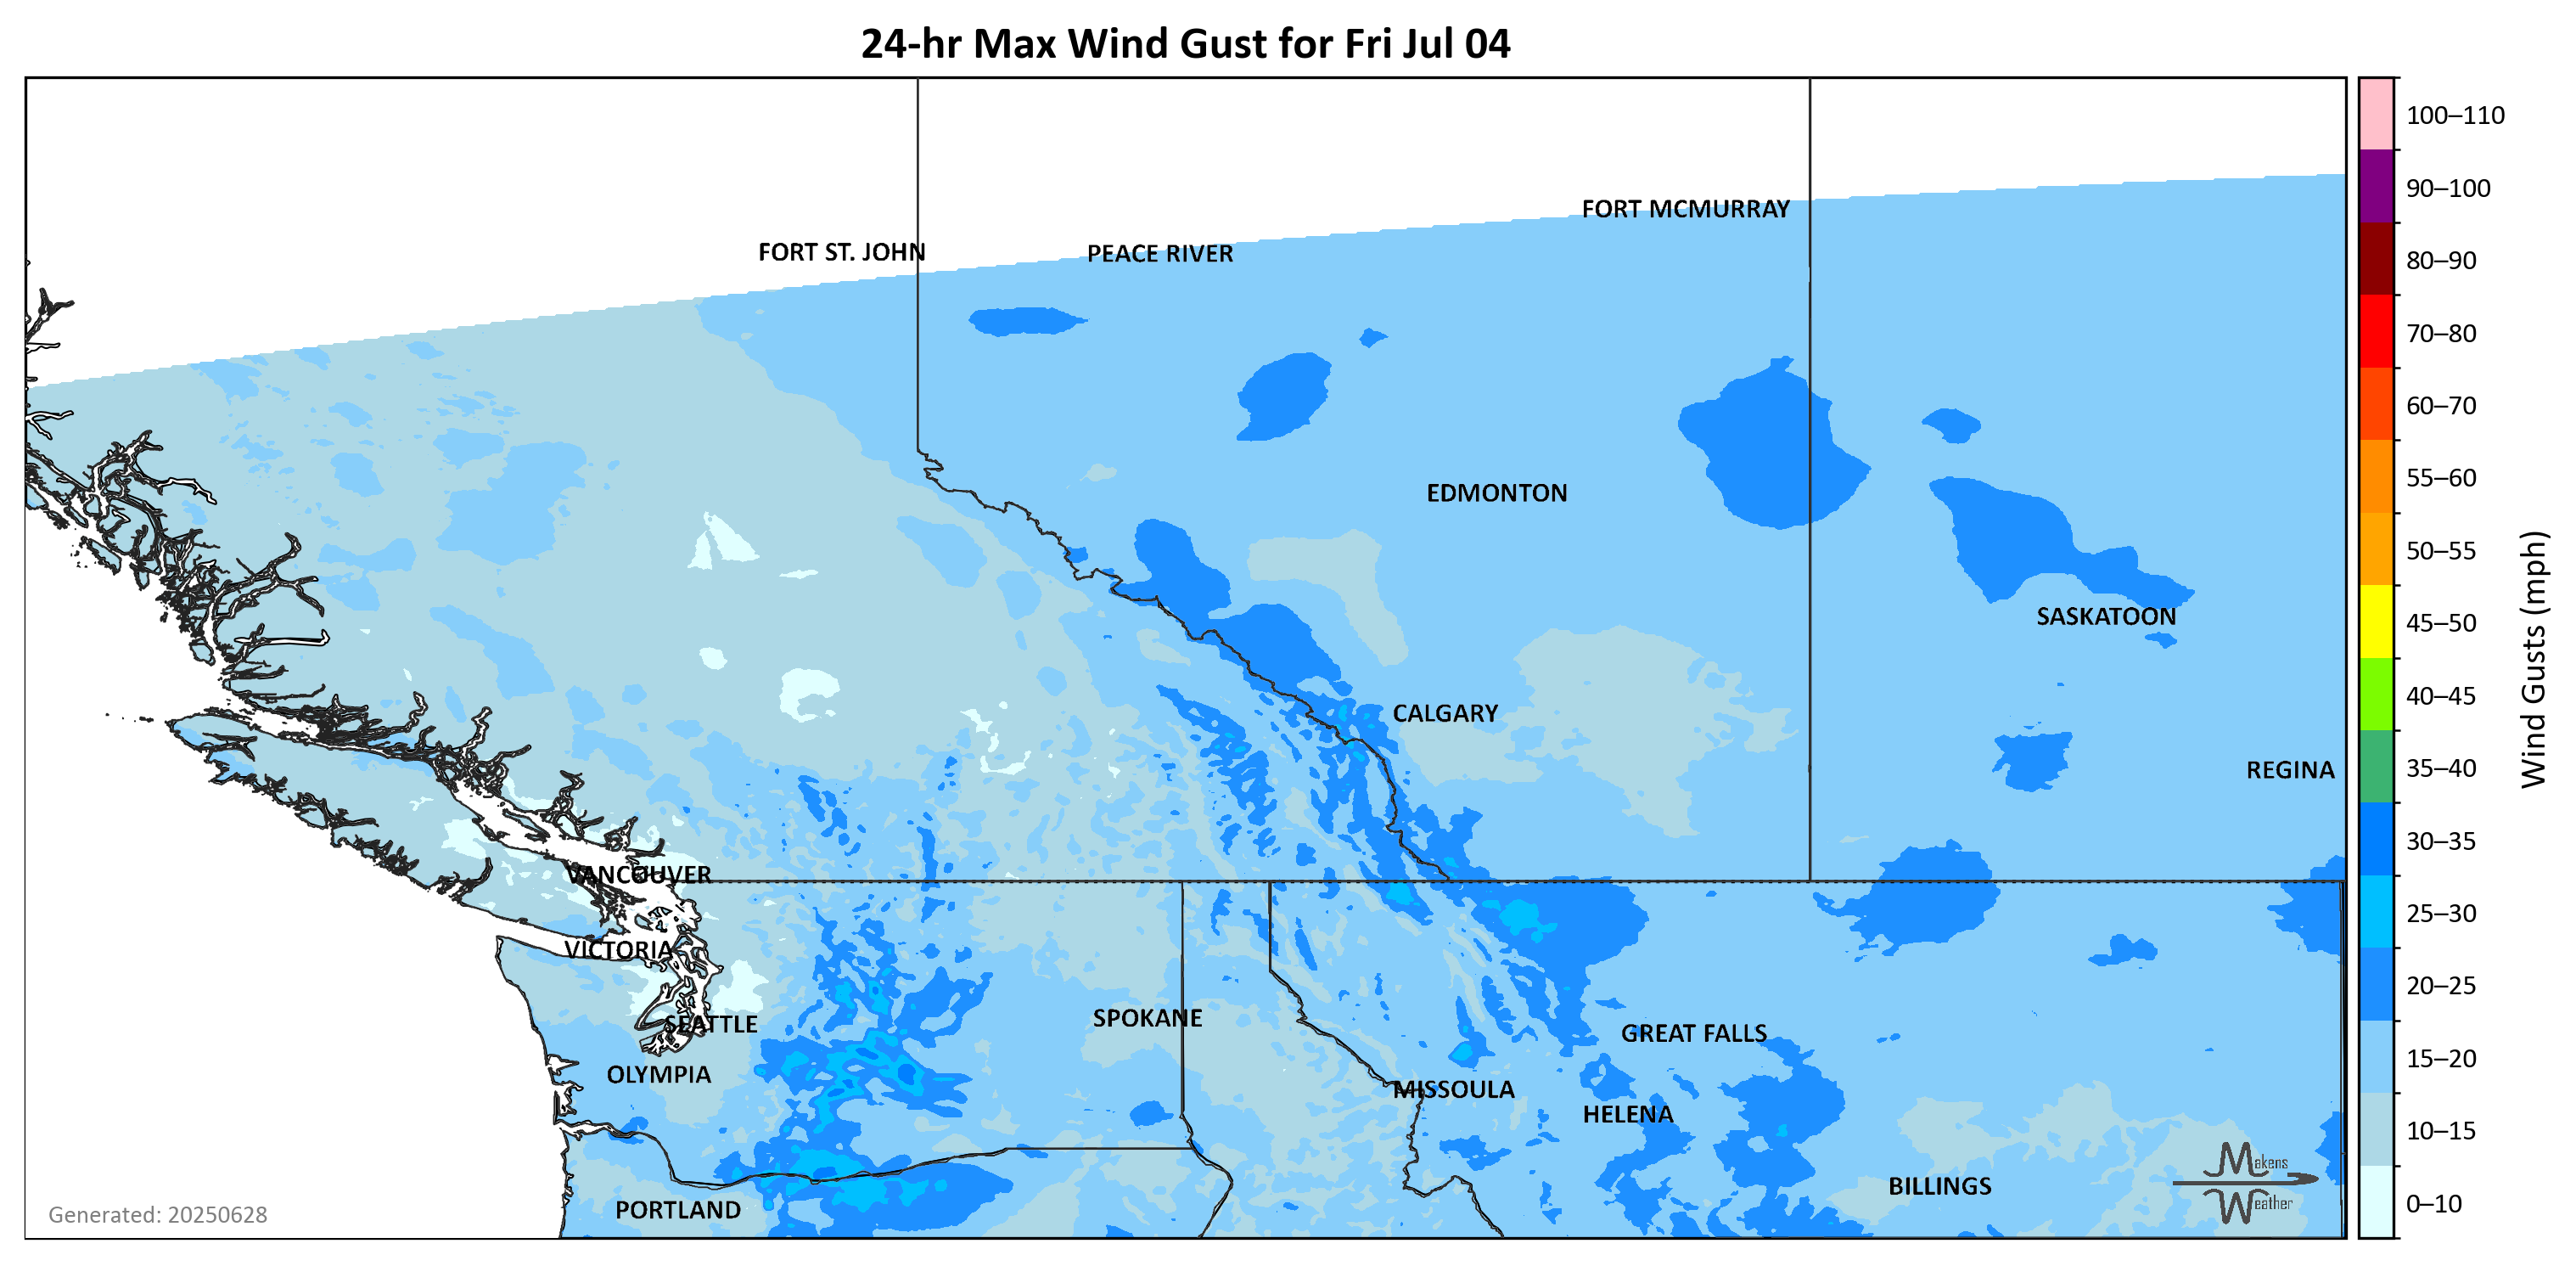 24-hr Max Wind Gust for Fri Jul 04
100–110
90–100
80–90
70–80
60–70
55–60
50–55
45–50
40–45
35–40
30–35
25–30
20–25
15–20
10–15
0–10
Wind Gusts (mph)
FORT MCMURRAY
FORT ST. JOHN
PEACE RIVER
EDMONTON
SASKATOON
CALGARY
REGINA
VANCOUVER
VICTORIA
SPOKANE
SEATTLE
GREAT FALLS
OLYMPIA
MISSOULA
HELENA
BILLINGS
PORTLAND
Makens
Weather
Generated: 20250628